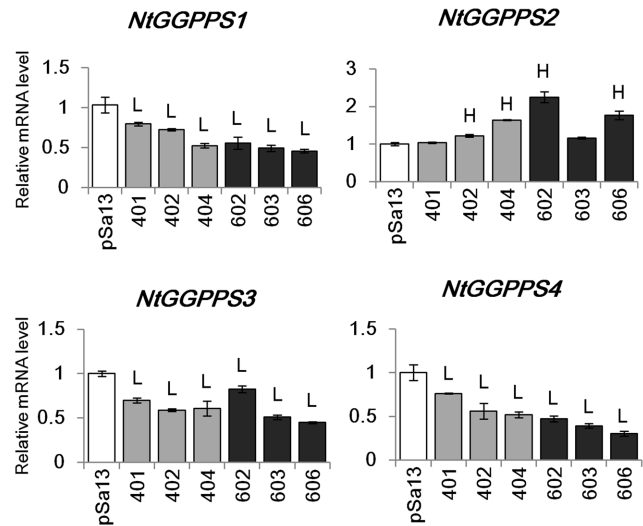 NtGGPPS1
Relative mRNA level
1.5
1
0.5
0
L L L L L L
pSa13 401 402 404 602 603 606
NtGGPPS2
3
2
1
0
H H H H
pSa13 401 402 404 602 603 606
NtGGPPS3
Relative mRNA level
1.5
1
0.5
0
L L L L L L
pSa13 401 402 404 602 603 606
NtGGPPS4
1.5
1
0.5
0
L L L L L L
pSa13 401 402 404 602 603 606